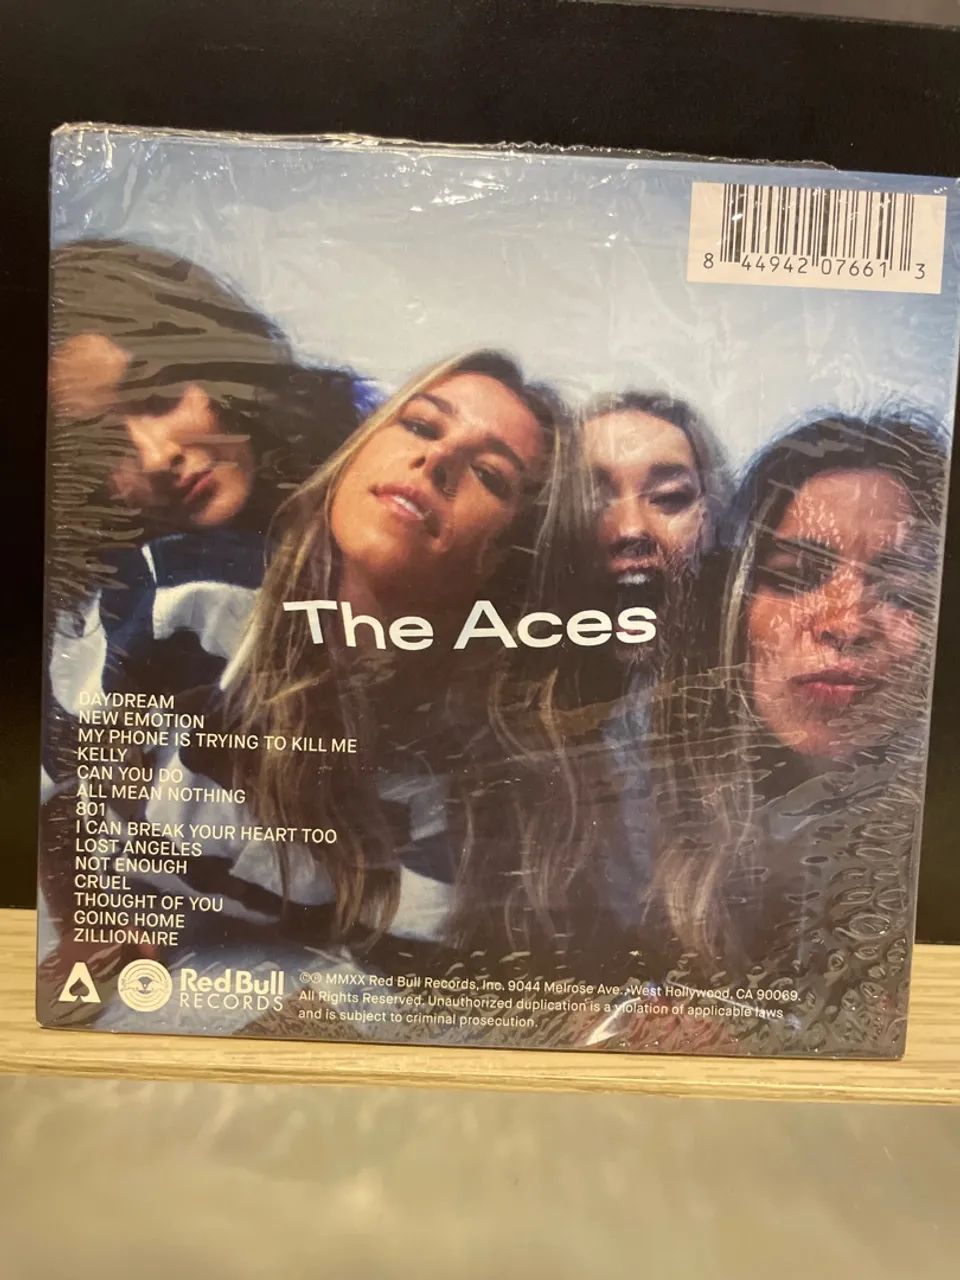 8 44942 07661 3
The Aces
DAYDREAM
NEW EMOTION
MY PHONE IS TRYING TO KILL ME
KELLY
CAN YOU DO
ALL MEAN NOTHING
801
I CAN BREAK YOUR HEART TOO
LOST ANGELES
NOT ENOUGH
CRUEL
THOUGHT OF YOU
GOING HOME
ZILLIONAIRE
Red Bull
RECORDS
©℗ MMXX Red Bull Records, Inc. 9044 Melrose Ave., West Hollywood, CA 90069.
All Rights Reserved. Unauthorized duplication is a violation of applicable laws
and is subject to criminal prosecution.